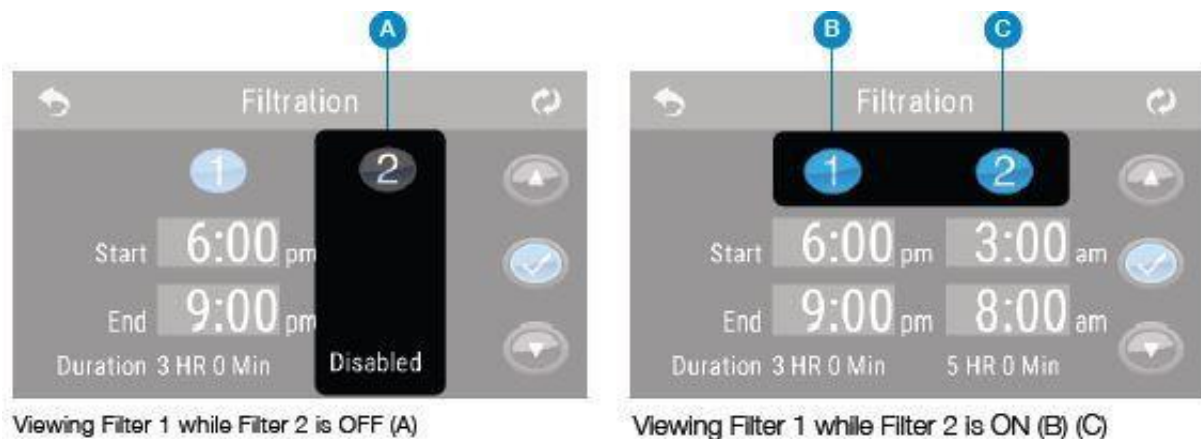 A
Filtration
1 2
Start 6:00 pm
End 9:00 pm
Duration 3 HR 0 Min Disabled
Viewing Filter 1 while Filter 2 is OFF (A)
B C
Filtration
1 2
Start 6:00 pm 3:00 am
End 9:00 pm 8:00 am
Duration 3 HR 0 Min 5 HR 0 Min
Viewing Filter 1 while Filter 2 is ON (B) (C)